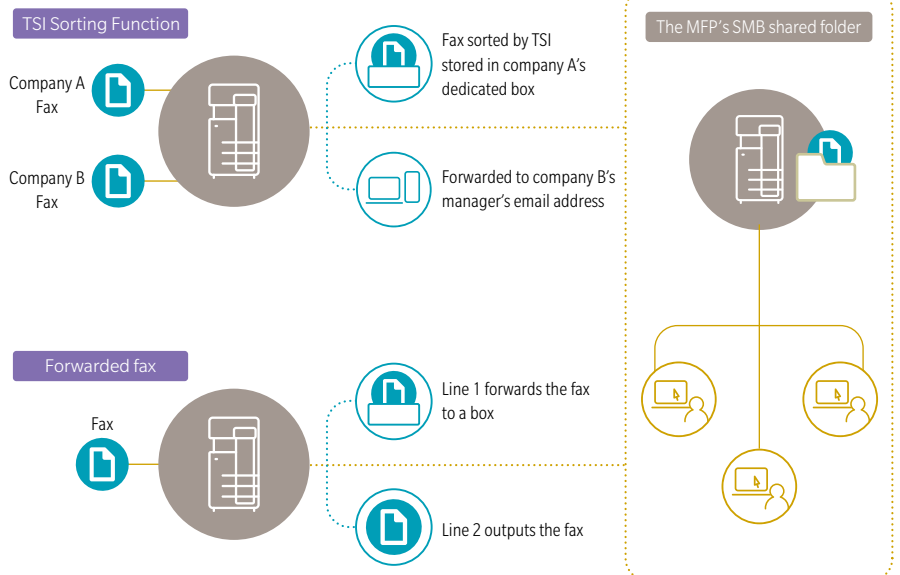 TSI Sorting Function
Company A
Fax
Company B
Fax
Fax sorted by TSI
stored in company A's
dedicated box
Forwarded to company B's
manager's email address
The MFP's SMB shared folder
Forwarded fax
Fax
Line 1 forwards the fax
to a box
Line 2 outputs the fax